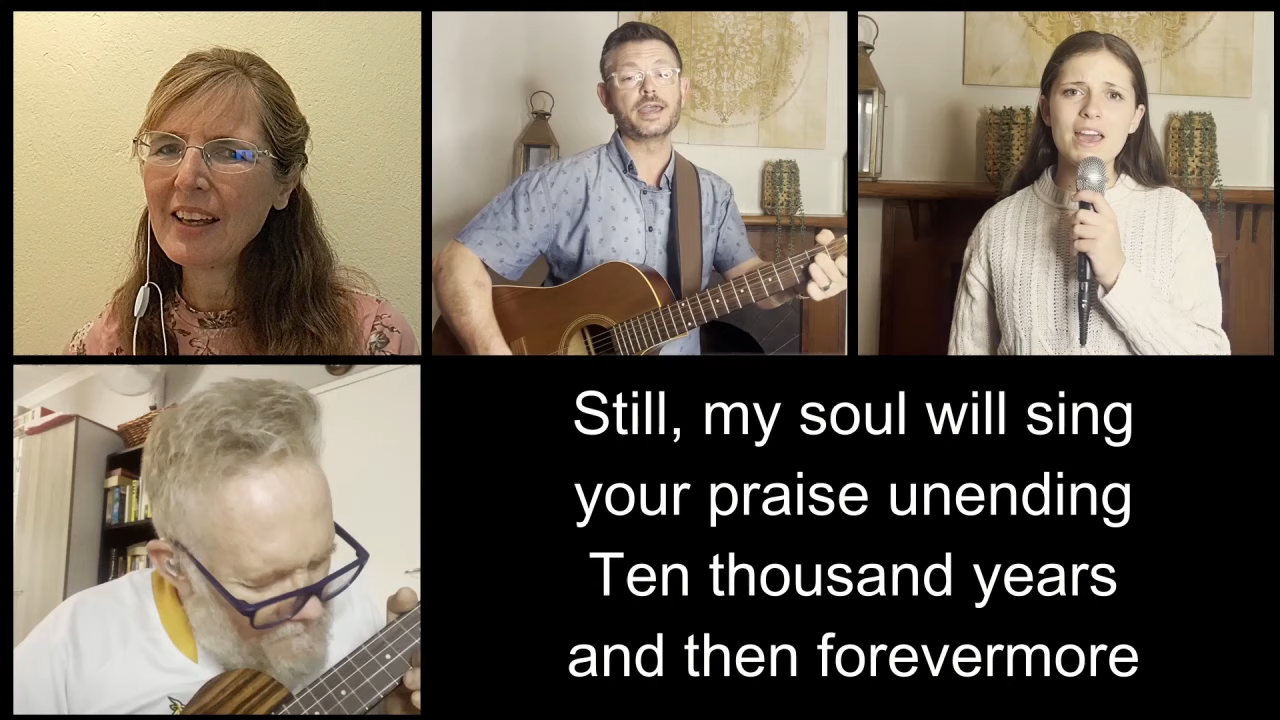 Still, my soul will sing
your praise unending
Ten thousand years
and then forevermore